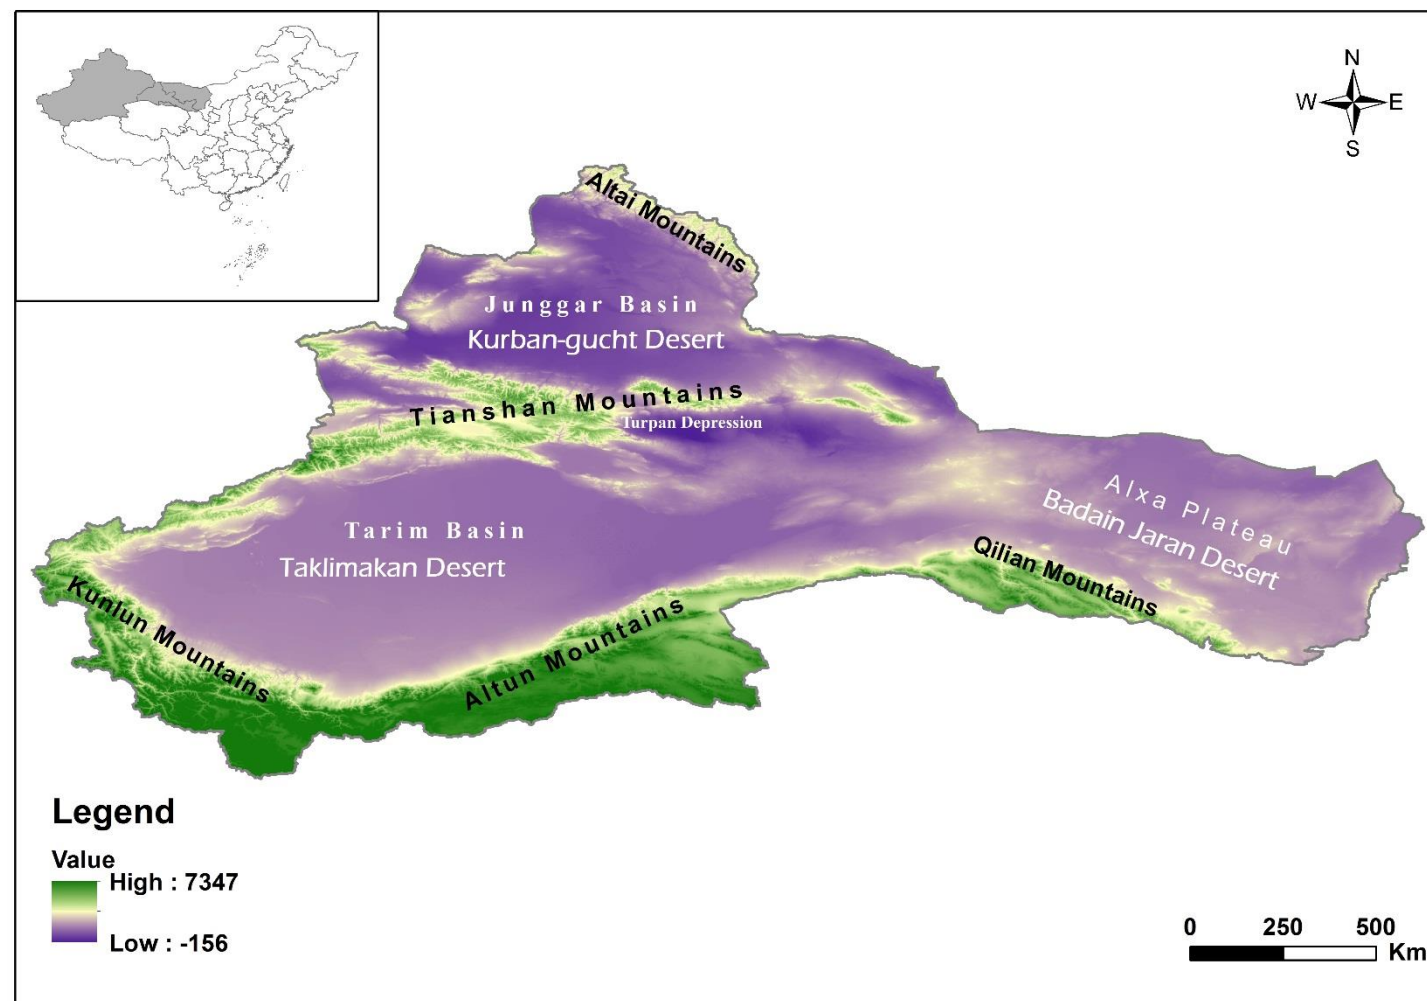 N
W E
S
Altai Mountains
Junggar Basin
Kurban-gucht Desert
Tianshan Mountains
Turpan Depression
Alxa Plateau
Badain Jaran Desert
Tarim Basin
Taklimakan Desert
Qilian Mountains
Kunlun Mountains
Altun Mountains
Legend
Value
High : 7347
Low : -156
0 250 500
Km